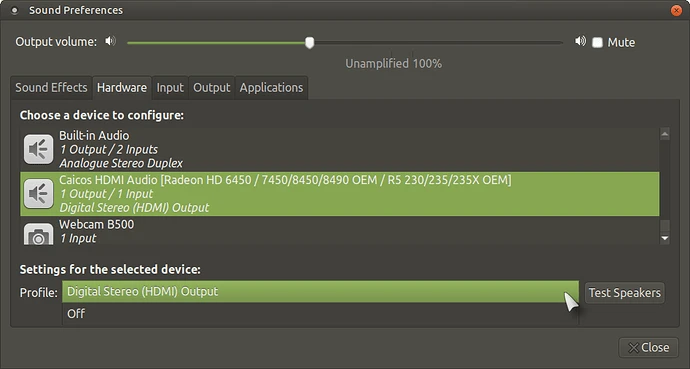 Sound Preferences
Output volume:
Mute
Unamplified 100%
Sound Effects Hardware Input Output Applications
Choose a device to configure:
Built-in Audio
1 Output / 2 Inputs
Analogue Stereo Duplex
Caicos HDMI Audio [Radeon HD 6450 / 7450/8450/8490 OEM / R5 230/235/235X OEM]
1 Output / 1 Input
Digital Stereo (HDMI) Output
Webcam B500
1 Input
Settings for the selected device:
Profile: Digital Stereo (HDMI) Output Test Speakers
Off
Close